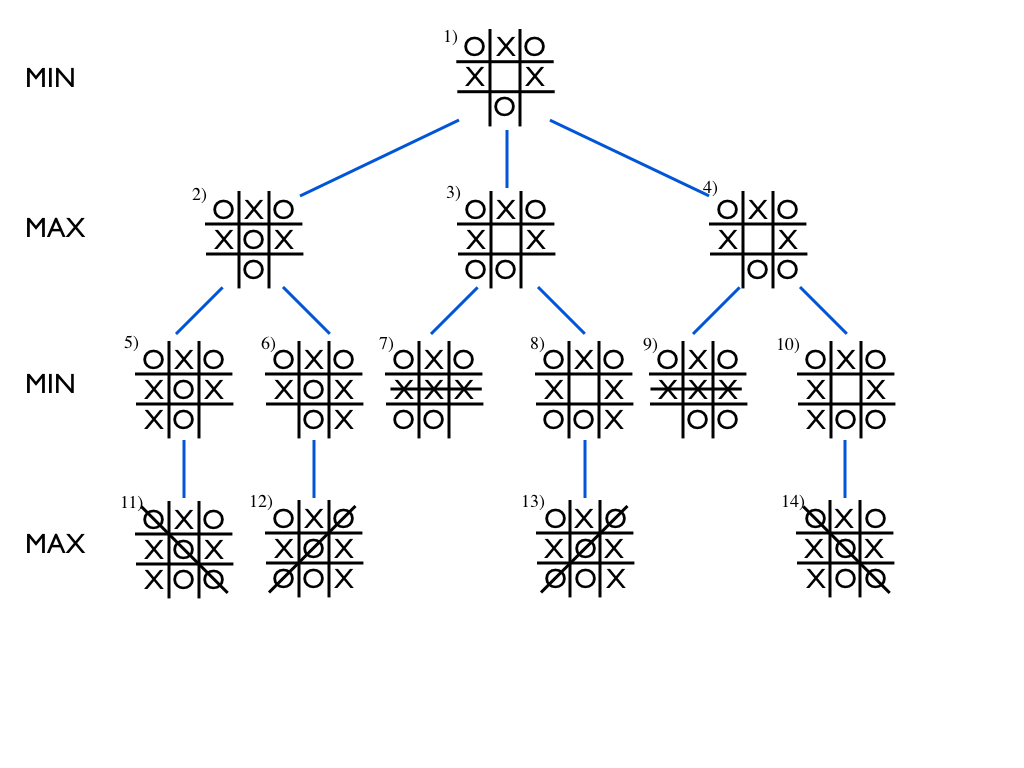 1)
O X O
MIN X X
O
2) 3) 4)
O X O O X O O X O
MAX X O X X X X X
O O O O O
5) 6) 7) 8) 9) 10)
O X O O X O O X O O X O O X O O X O
MIN X O X X O X X X X X X X X X X X
X O O X O O O O X O O X O O
11) 12) 13) 14)
O X O O X O O X O O X O
MAX X O X X O X X O X X O X
X O O O O X O O X X O O